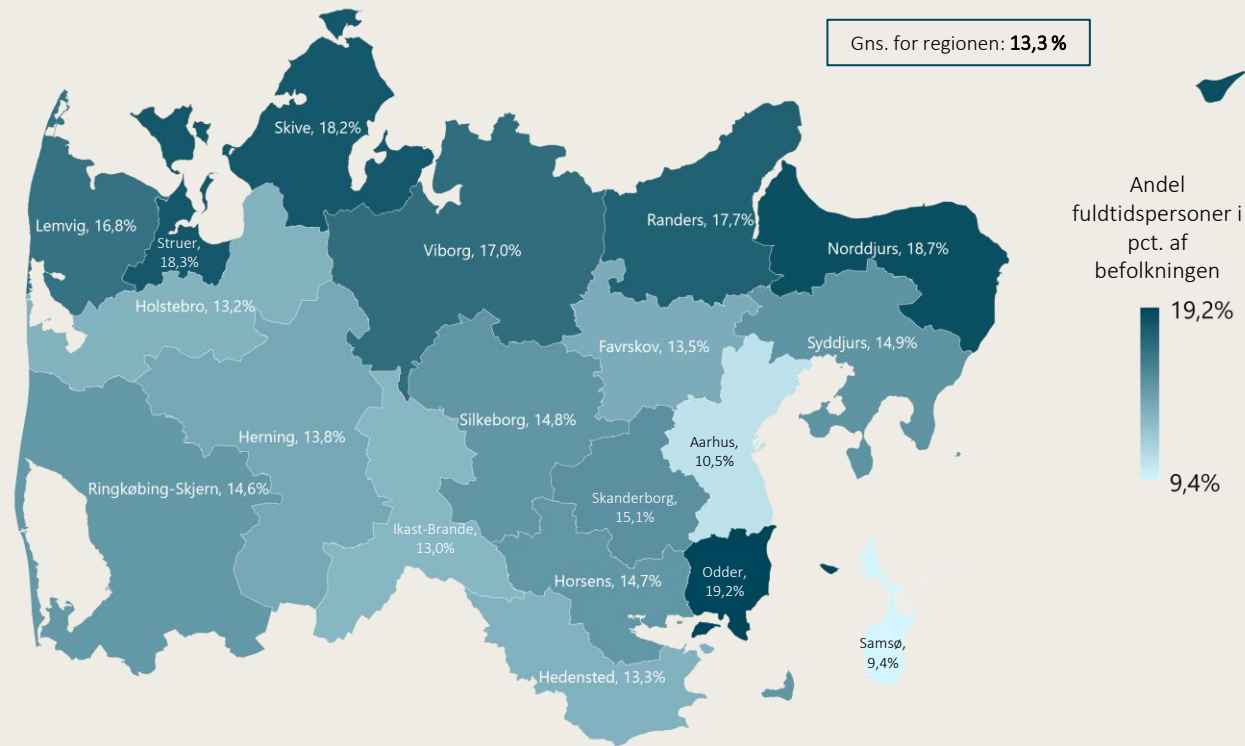 Gns. for regionen: 13,3 %
Skive, 18,2%
Lemvig, 16,8%
Struer,
18,3%
Viborg, 17,0%
Randers, 17,7%
Norddjurs, 18,7%
Holstebro, 13,2%
Favrskov, 13,5%
Syddjurs, 14,9%
Herning, 13,8%
Silkeborg, 14,8%
Aarhus,
10,5%
Ringkøbing-Skjern, 14,6%
Skanderborg,
15,1%
Ikast-Brande,
13,0%
Horsens, 14,7%
Odder,
19,2%
Samsø,
9,4%
Hedensted, 13,3%
Andel
fuldtidspersoner i
pct. af
befolkningen
19,2%
9,4%